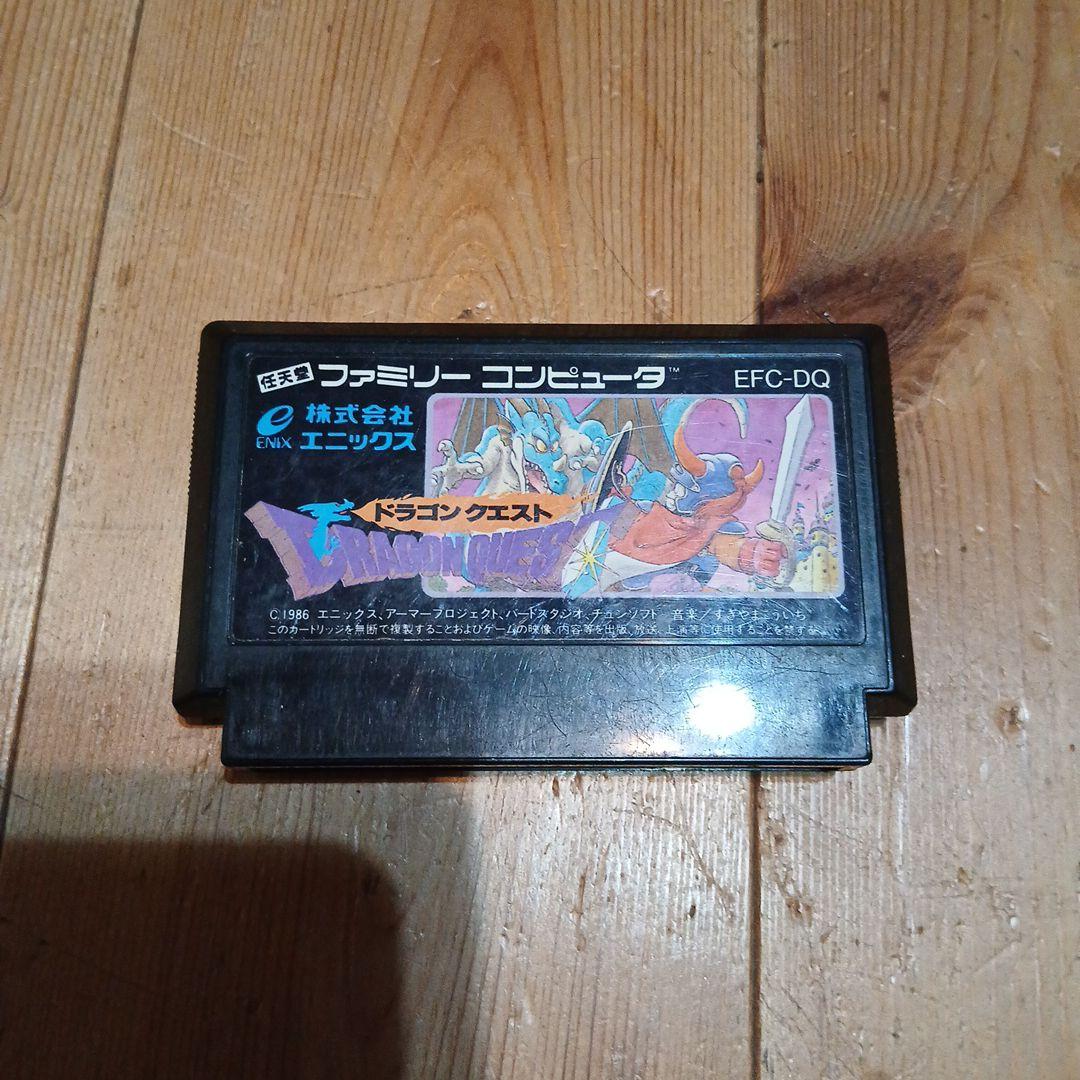 任天堂 ファミリー コンピュータ™ EFC-DQ
e ENIX 株式会社 エニックス
ドラゴン クエスト
DRAGON QUEST
C 1986 エニックス、アーマープロジェクト、バードスタジオ、チュンソフト 音楽/すぎやまこういち
このカートリッジを無断で複製することおよびゲームの映像、内容等を出版、放送、上演等に使用することを禁ずる。